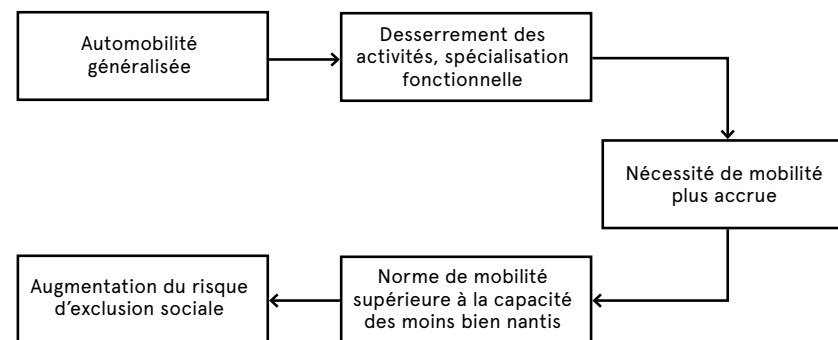 Automobilité
généralisée
Desserrement des
activités, spécialisation
fonctionnelle
Nécessité de mobilité
plus accrue
Norme de mobilité
supérieure à la capacité
des moins bien nantis
Augmentation du risque
d'exclusion sociale